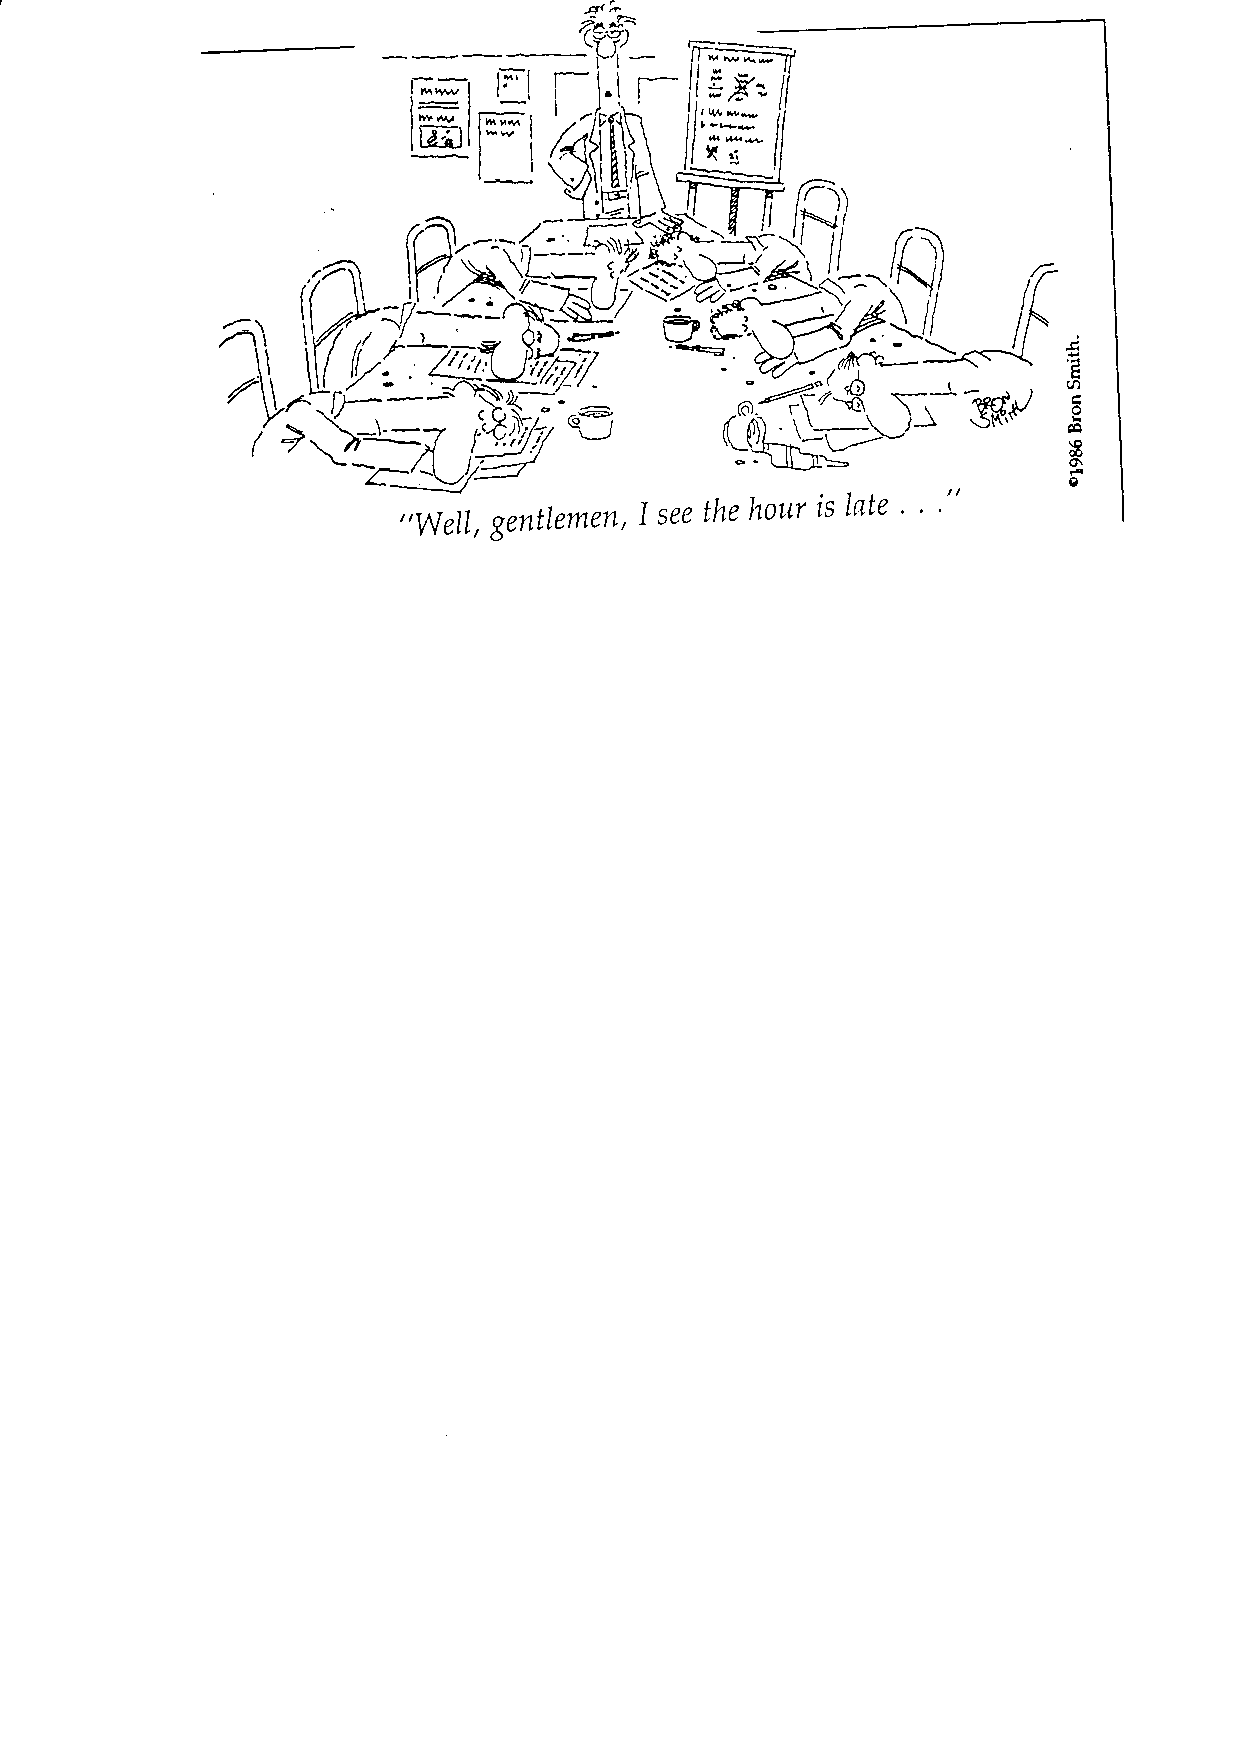 BRON
SMITH
©1986 Bron Smith.
"Well, gentlemen, I see the hour is late . . ."